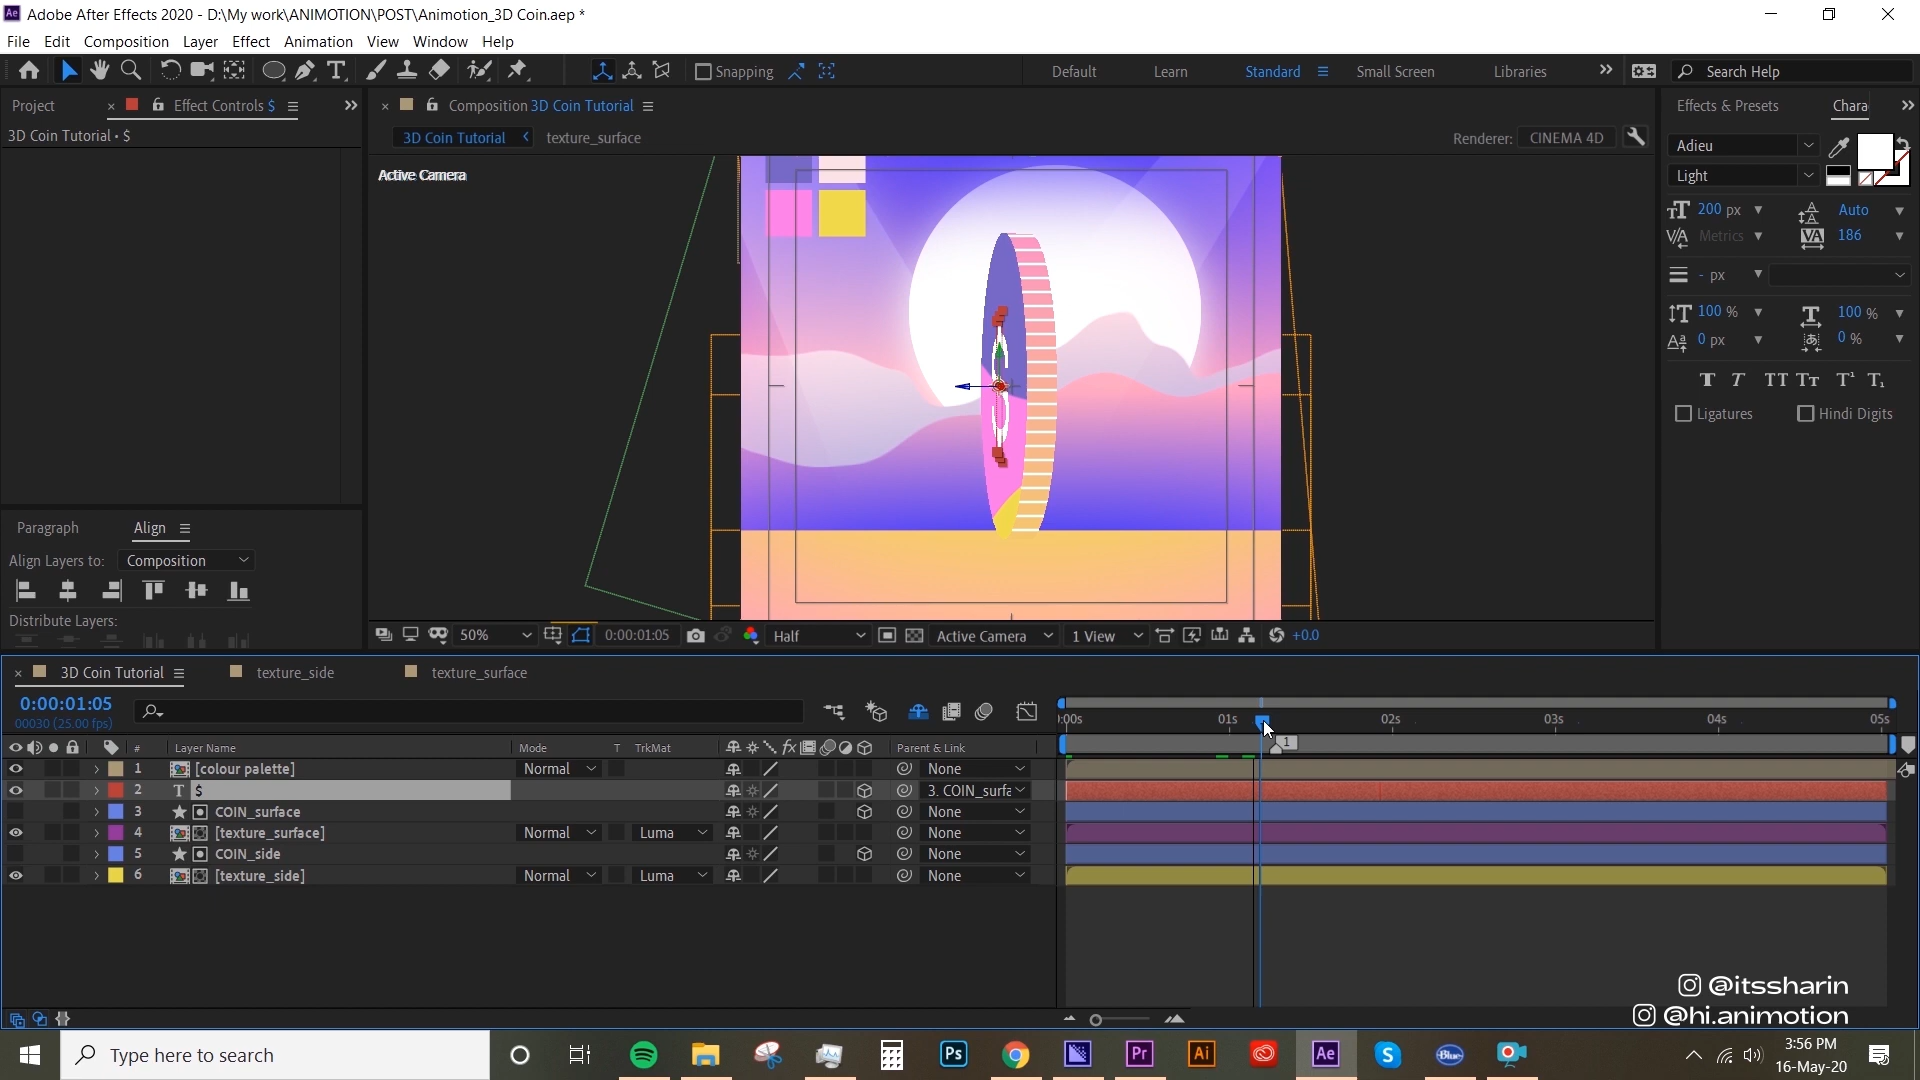 Adobe After Effects 2020 - D:\My work\ANIMOTION\POST\Animotion_3D Coin.aep *
File Edit Composition Layer Effect Animation View Window Help
Snapping
Default Learn Standard Small Screen Libraries
Search Help
Project Effect Controls $
3D Coin Tutorial • $
Composition 3D Coin Tutorial
3D Coin Tutorial texture_surface
Renderer: CINEMA 4D
Active Camera
Effects & Presets Chara
Adieu
Light
200 px Auto
Metrics 186
- px
100 % 100 %
0 px 0 %
Ligatures Hindi Digits
Paragraph Align
Align Layers to: Composition
Distribute Layers:
50% 0:00:01:05 Half Active Camera 1 View +0.0
3D Coin Tutorial texture_side texture_surface
0:00:01:05
00030 (25.00 fps)
:00s 01s 02s 03s 04s 05s
# Layer Name Mode T TrkMat Parent & Link
1
1 [colour palette] Normal None
2 T $ 3. COIN_surfa
3 COIN_surface None
4 [texture_surface] Normal Luma None
5 COIN_side None
6 [texture_side] Normal Luma None
@itssharin
@hi.animotion
Type here to search
Ps Pr Ai Ae Blue
3:56 PM
16-May-20